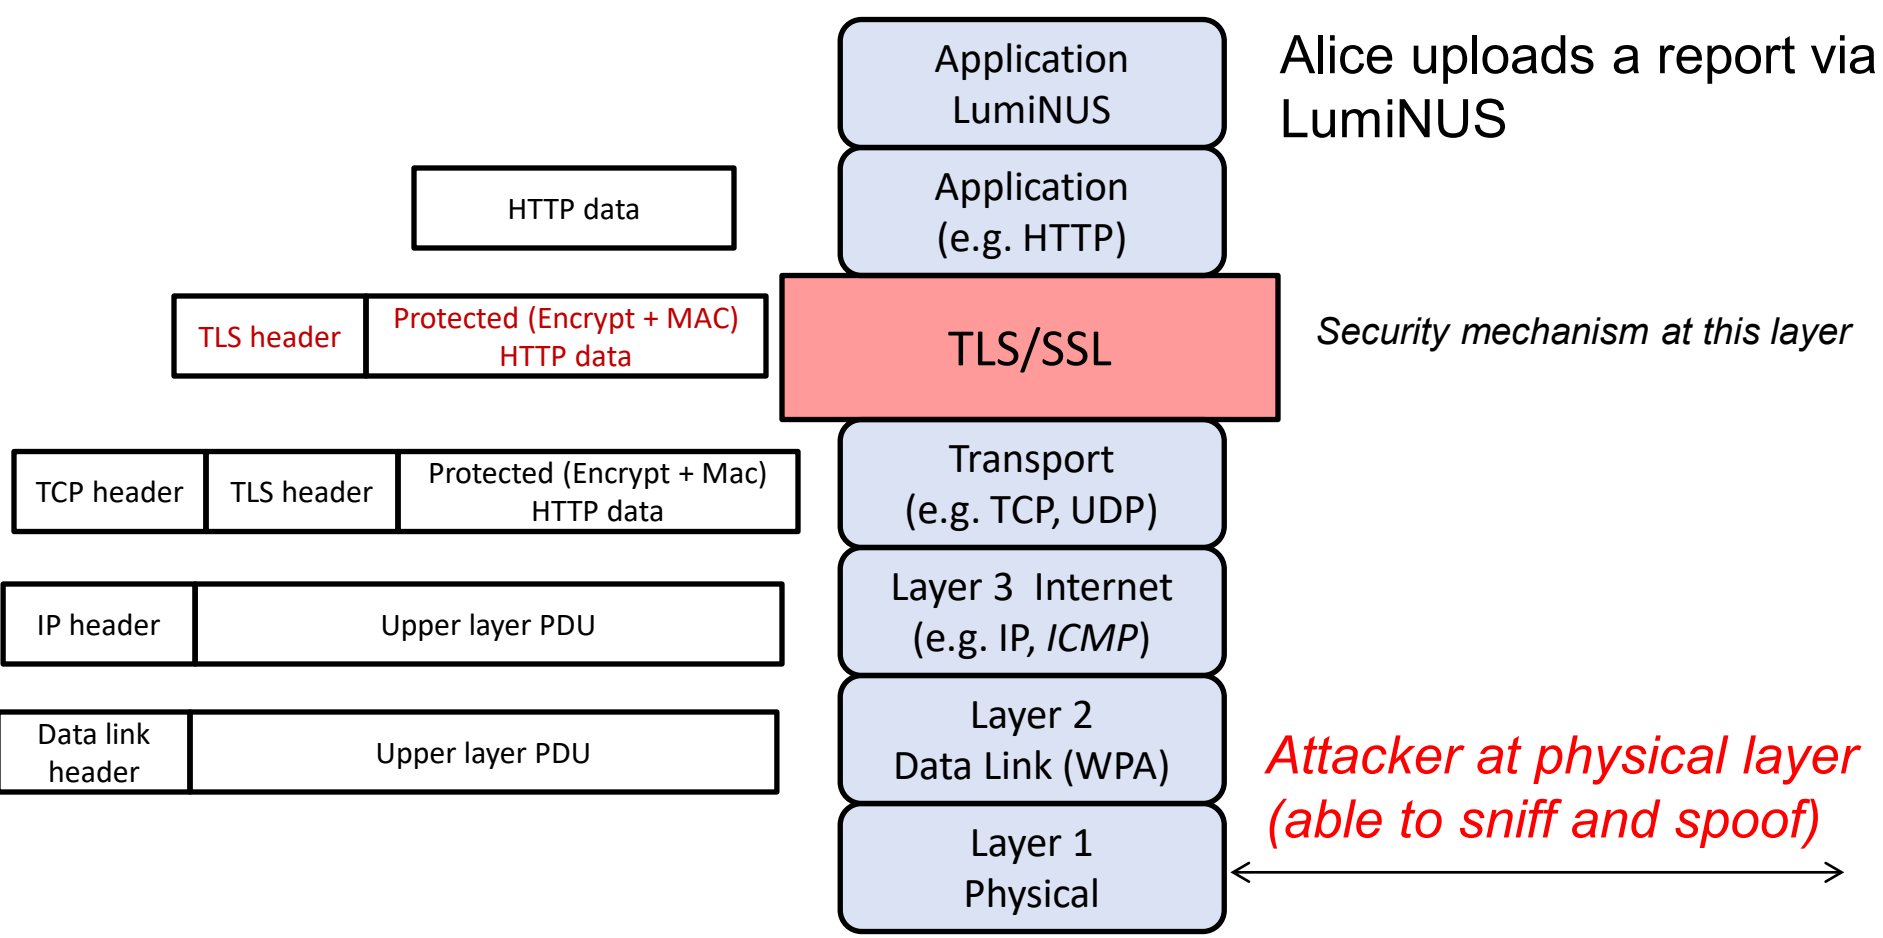 Application
LumiNUS
Alice uploads a report via
LumiNUS
HTTP data
Application
(e.g. HTTP)
TLS header
Protected (Encrypt + MAC)
HTTP data
TLS/SSL
Security mechanism at this layer
TCP header
TLS header
Protected (Encrypt + Mac)
HTTP data
Transport
(e.g. TCP, UDP)
IP header
Upper layer PDU
Layer 3 Internet
(e.g. IP, ICMP)
Data link
header
Upper layer PDU
Layer 2
Data Link (WPA)
Attacker at physical layer
(able to sniff and spoof)
Layer 1
Physical